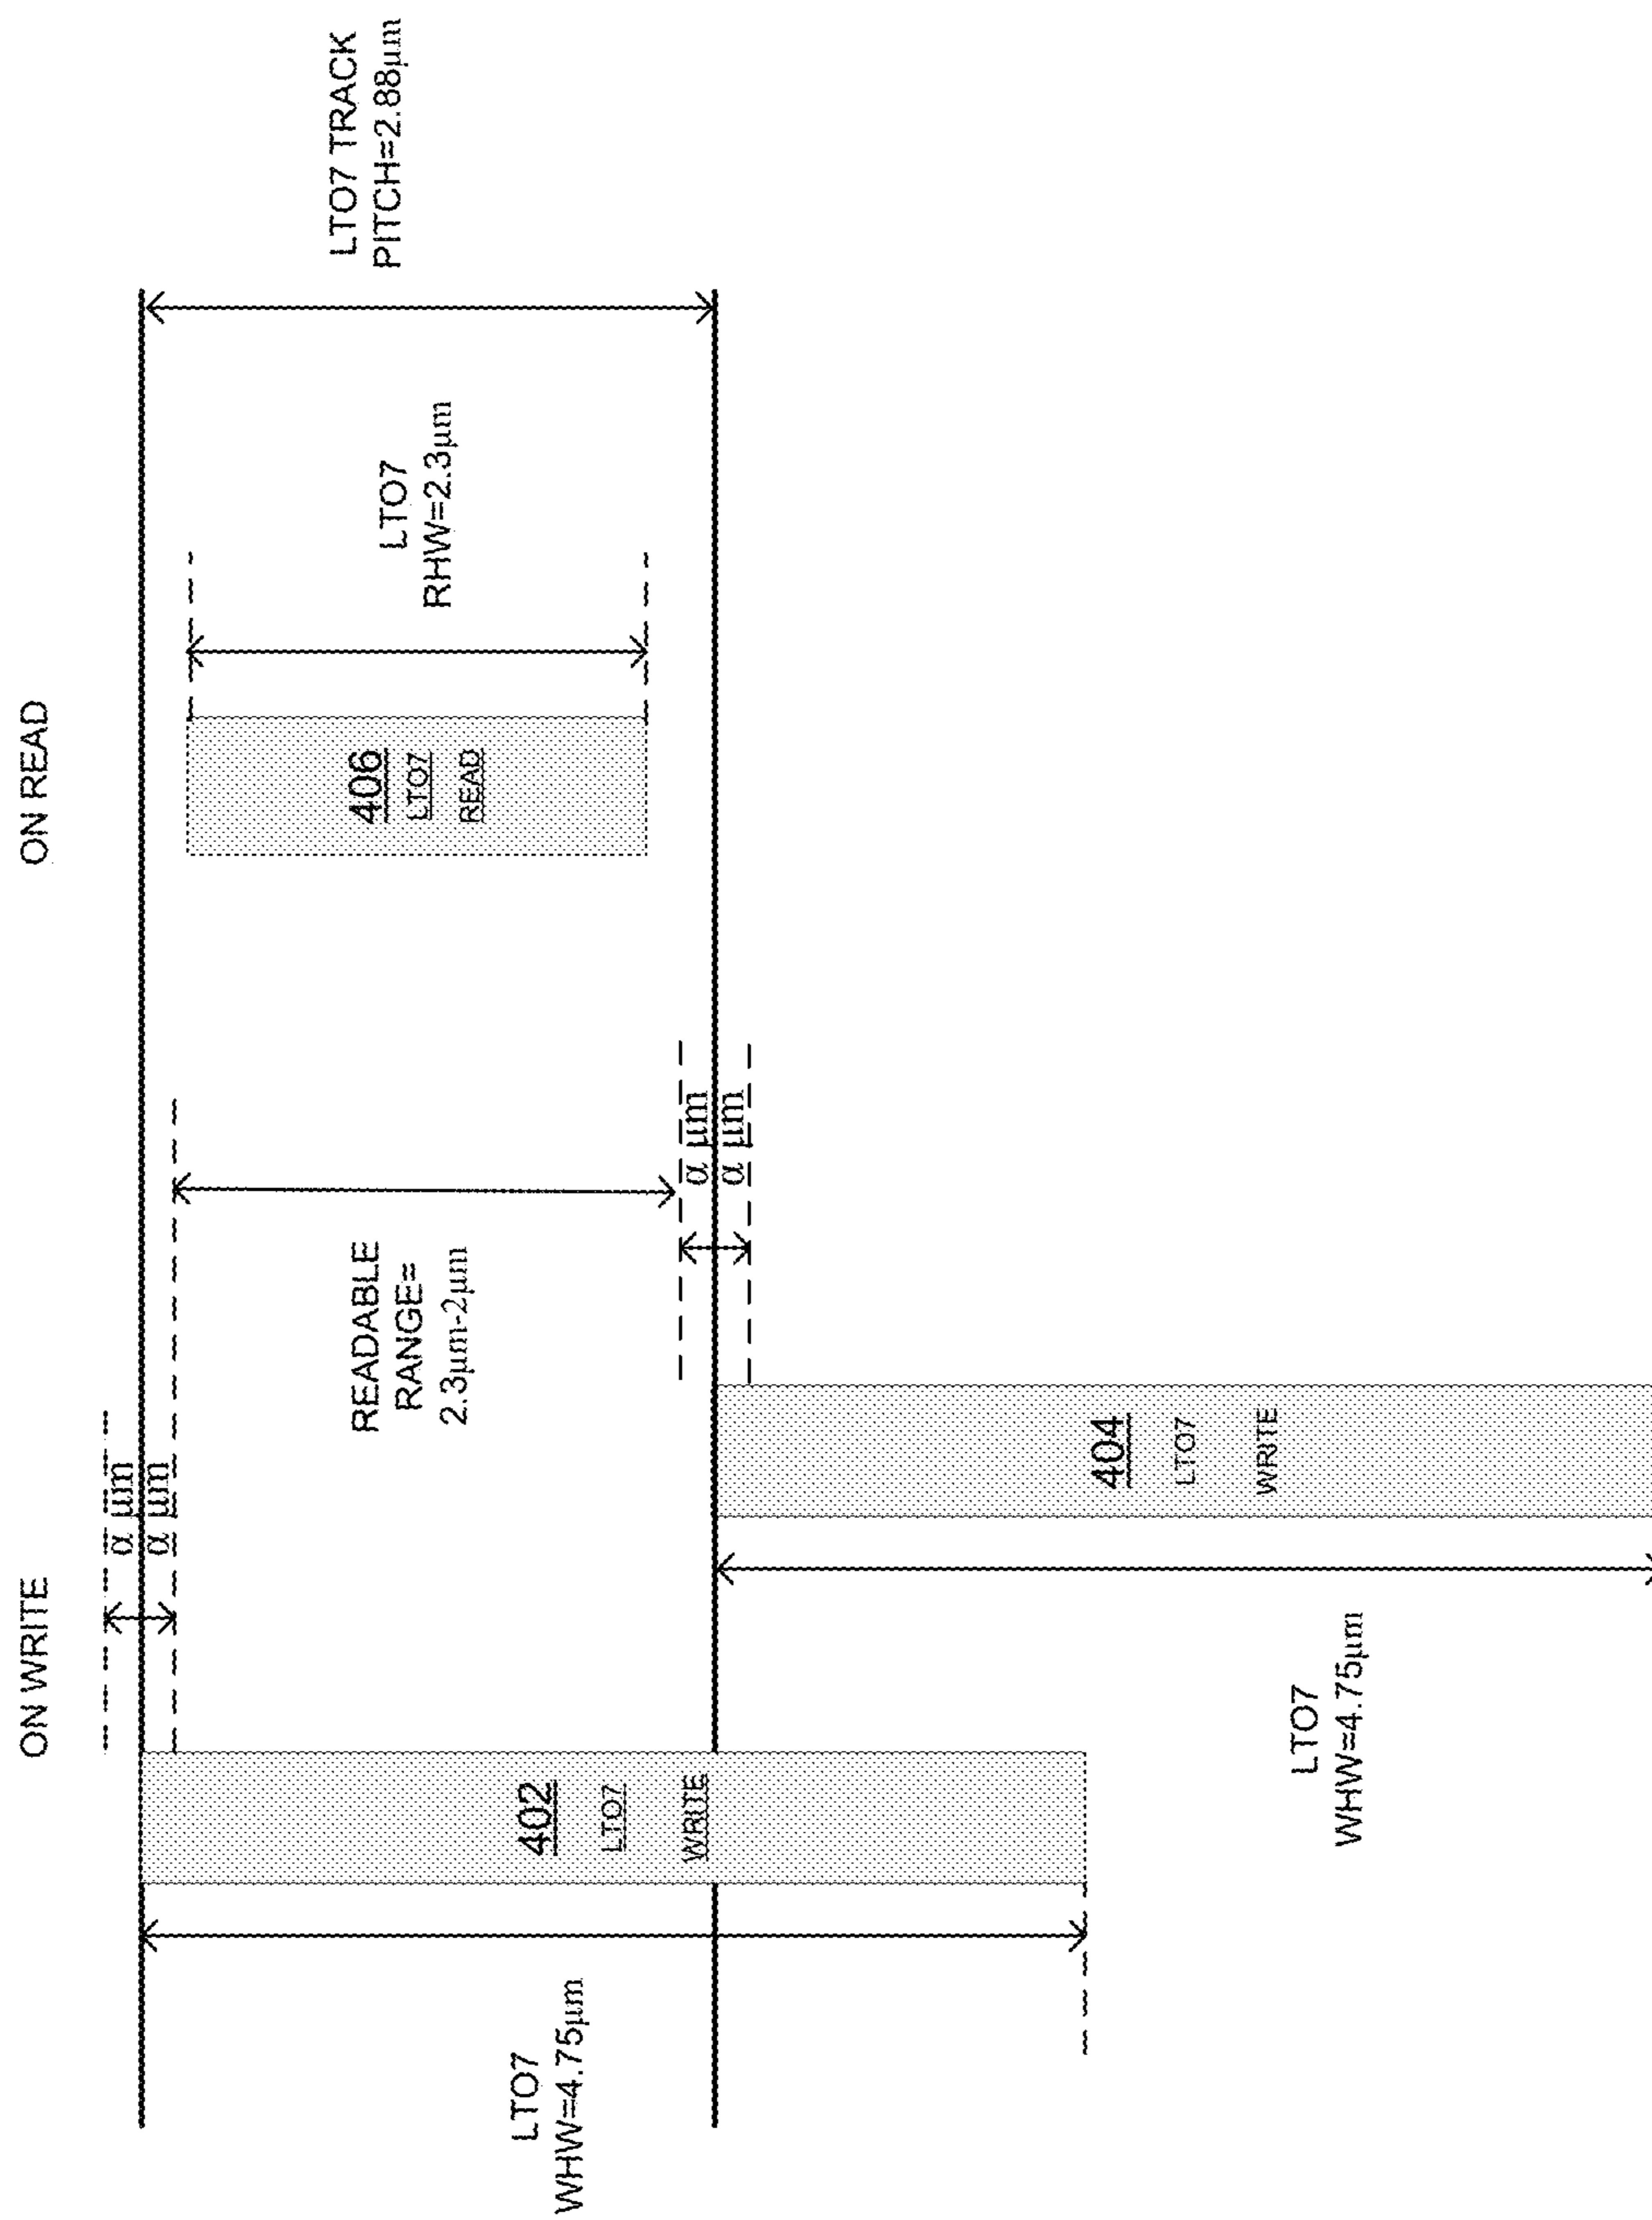 ON WRITE
ON READ
α μm
α μm
LTO7
WHW=4.75μm
402
LTO7
WRITE
READABLE
RANGE=
2.3μm-2μm
α μm
α μm
406
LTO7
READ
LTO7
RHW=2.3μm
LTO7 TRACK
PITCH=2.88μm
404
LTO7
WRITE
LTO7
WHW=4.75μm